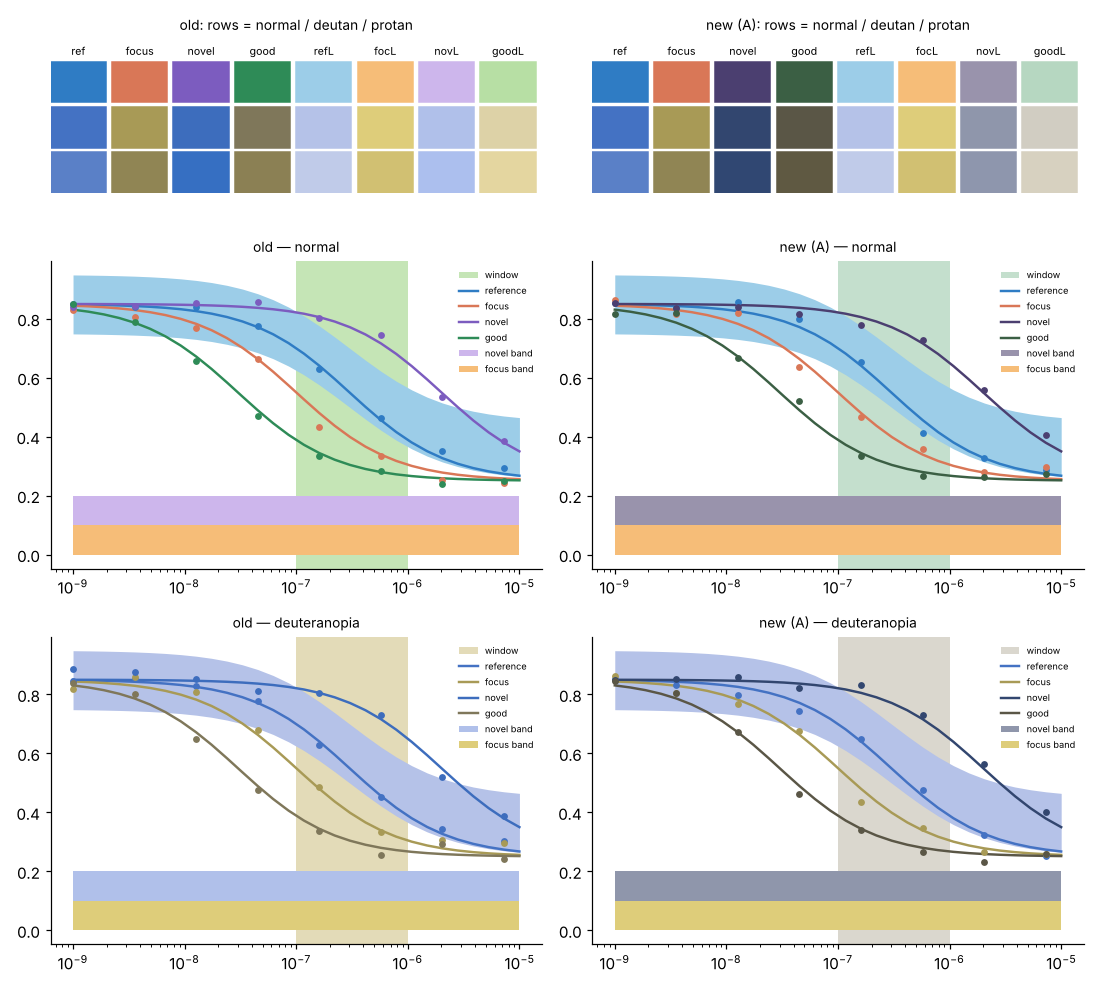 old: rows = normal / deutan / protan
ref focus novel good refL focL novL goodL
new (A): rows = normal / deutan / protan
ref focus novel good refL focL novL goodL
old — normal
window
reference
focus
novel
good
novel band
focus band
0.8
0.6
0.4
0.2
0.0
10⁻⁹ 10⁻⁸ 10⁻⁷ 10⁻⁶ 10⁻⁵
new (A) — normal
window
reference
focus
novel
good
novel band
focus band
0.8
0.6
0.4
0.2
0.0
10⁻⁹ 10⁻⁸ 10⁻⁷ 10⁻⁶ 10⁻⁵
old — deuteranopia
window
reference
focus
novel
good
novel band
focus band
0.8
0.6
0.4
0.2
0.0
10⁻⁹ 10⁻⁸ 10⁻⁷ 10⁻⁶ 10⁻⁵
new (A) — deuteranopia
window
reference
focus
novel
good
novel band
focus band
0.8
0.6
0.4
0.2
0.0
10⁻⁹ 10⁻⁸ 10⁻⁷ 10⁻⁶ 10⁻⁵